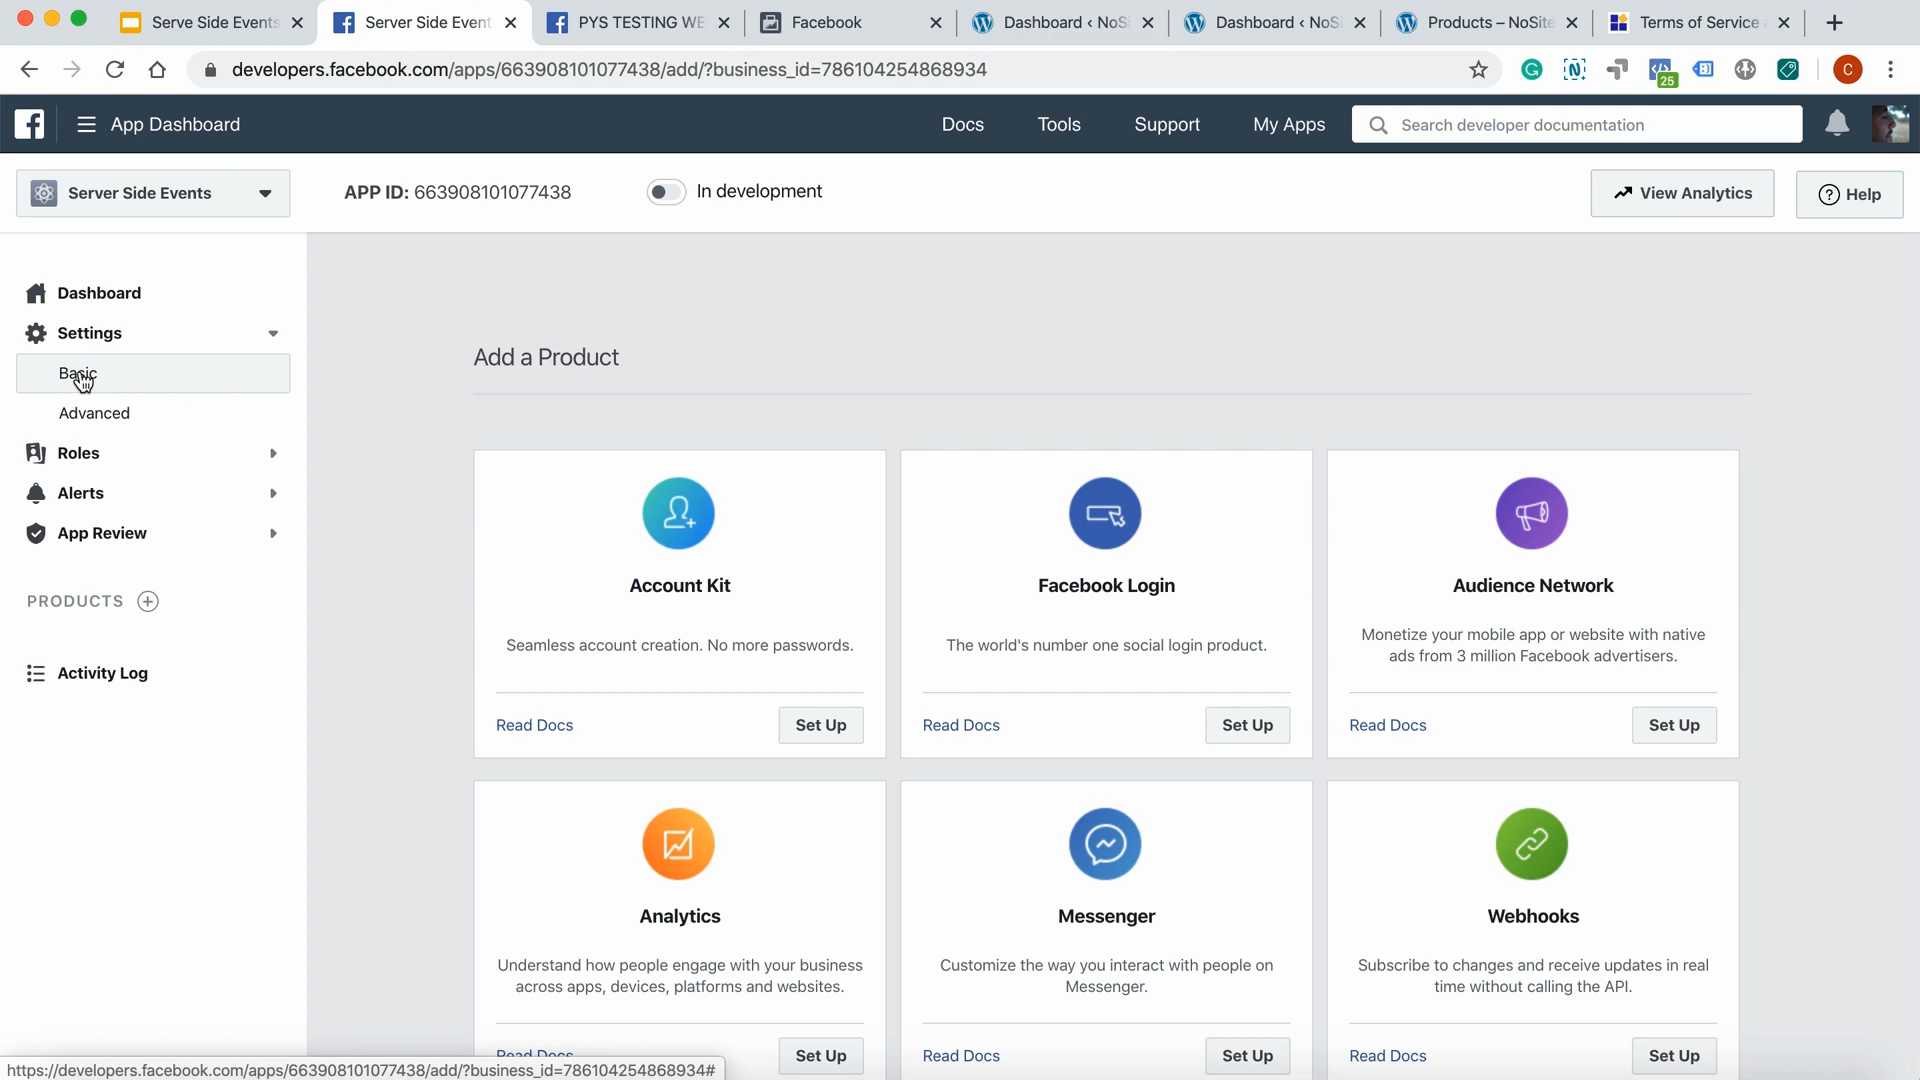 Serve Side Events
Server Side Event
PYS TESTING WE
Facebook
Dashboard ‹ NoSi
Dashboard ‹ NoSi
Products – NoSite
Terms of Service
developers.facebook.com/apps/663908101077438/add/?business_id=786104254868934
25
C
App Dashboard
Docs
Tools
Support
My Apps
Search developer documentation
Server Side Events
APP ID: 663908101077438
In development
View Analytics
Help
Dashboard
Settings
Basic
Advanced
Roles
Alerts
App Review
PRODUCTS
Activity Log
Add a Product
Account Kit
Seamless account creation. No more passwords.
Read Docs
Set Up
Facebook Login
The world's number one social login product.
Read Docs
Set Up
Audience Network
Monetize your mobile app or website with native
ads from 3 million Facebook advertisers.
Read Docs
Set Up
Analytics
Understand how people engage with your business
across apps, devices, platforms and websites.
Read Docs
Set Up
Messenger
Customize the way you interact with people on
Messenger.
Read Docs
Set Up
Webhooks
Subscribe to changes and receive updates in real
time without calling the API.
Read Docs
Set Up
https://developers.facebook.com/apps/663908101077438/add/?business_id=786104254868934#